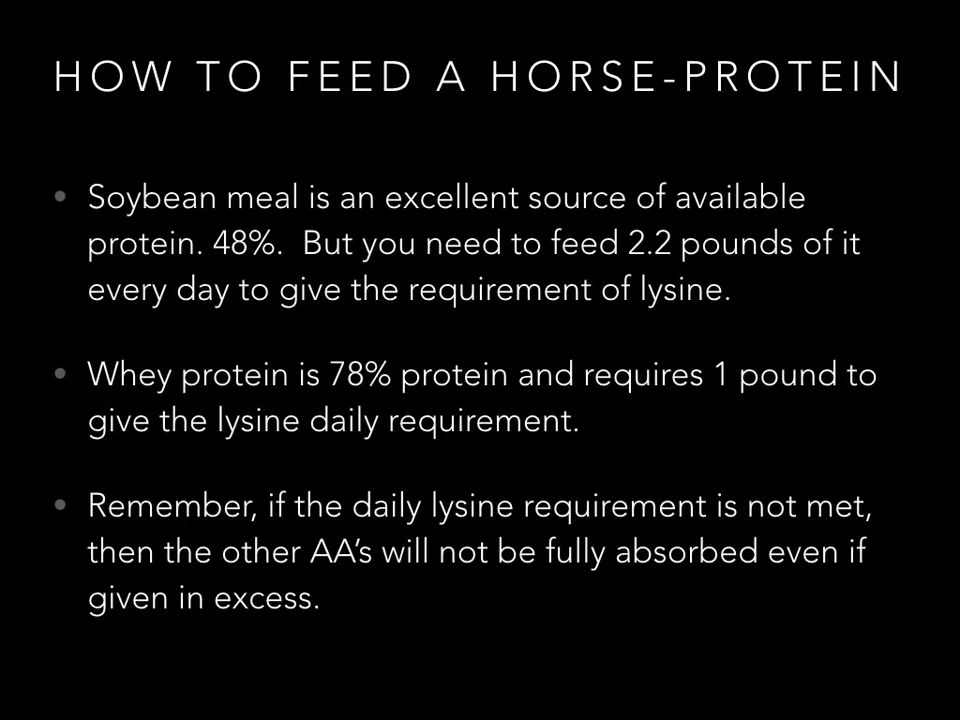 HOW TO FEED A HORSE-PROTEIN
• Soybean meal is an excellent source of available
protein. 48%.  But you need to feed 2.2 pounds of it
every day to give the requirement of lysine.
• Whey protein is 78% protein and requires 1 pound to
give the lysine daily requirement.
• Remember, if the daily lysine requirement is not met,
then the other AA’s will not be fully absorbed even if
given in excess.